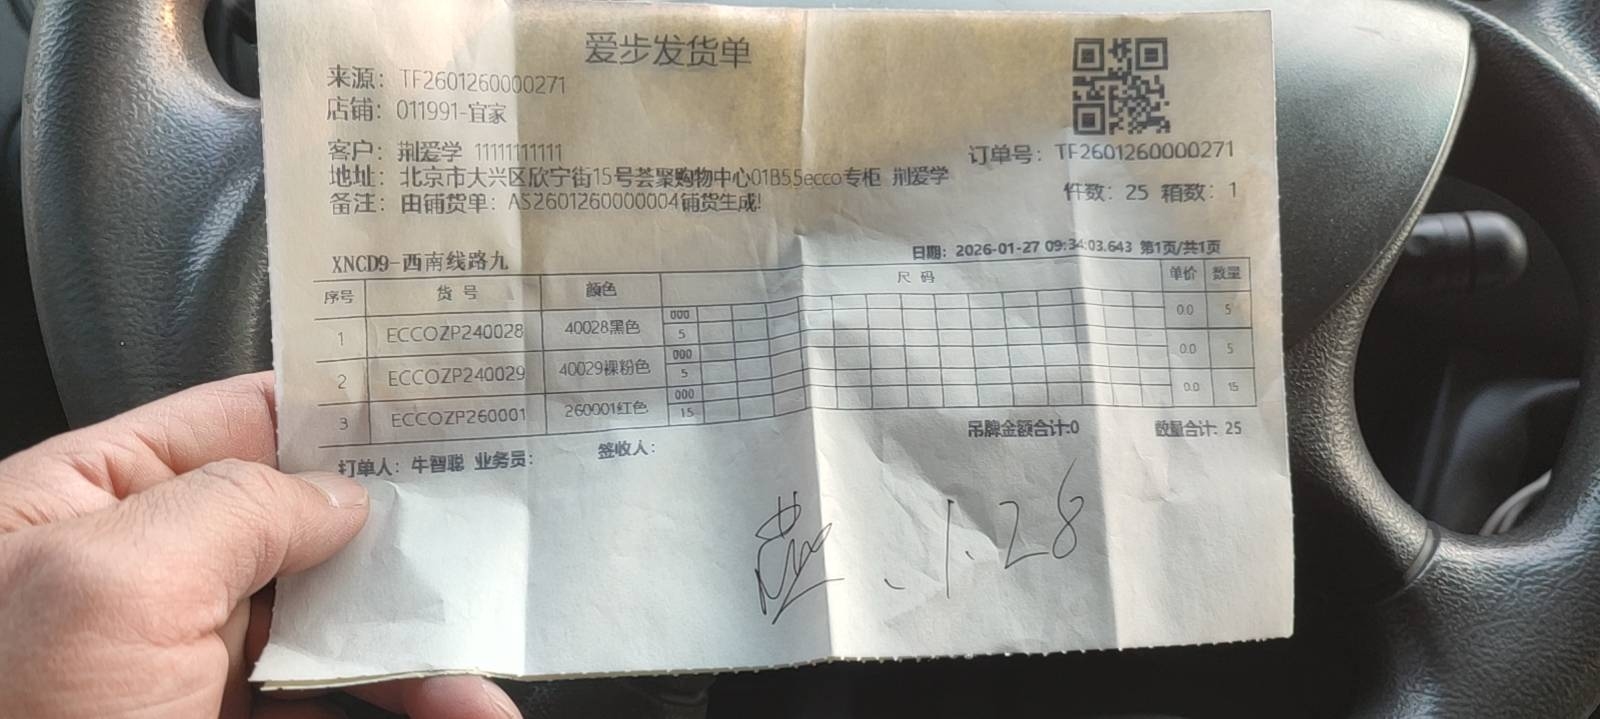 爱步发货单
来源：TF2601260000271
店铺：011991-宜家
客户：荆爱学 11111111111
订单号：TF2601260000271
地址：北京市大兴区欣宁街15号荟聚购物中心01B55ecco专柜 荆爱学
件数：25 箱数：1
备注：由铺货单：AS2601260000004铺货生成!
XNCD9-西南线路九
日期：2026-01-27 09:34:03.643 第1页/共1页
序号 货号 颜色 尺码 单价 数量
000
1 ECCOZP240028 40028黑色 5 0.0 5
000
2 ECCOZP240029 40029裸粉色 5 0.0 5
000
3 ECCOZP260001 260001红色 15 0.0 15
吊牌金额合计:0 数量合计: 25
打单人：牛智聪 业务员： 签收人：
1.28